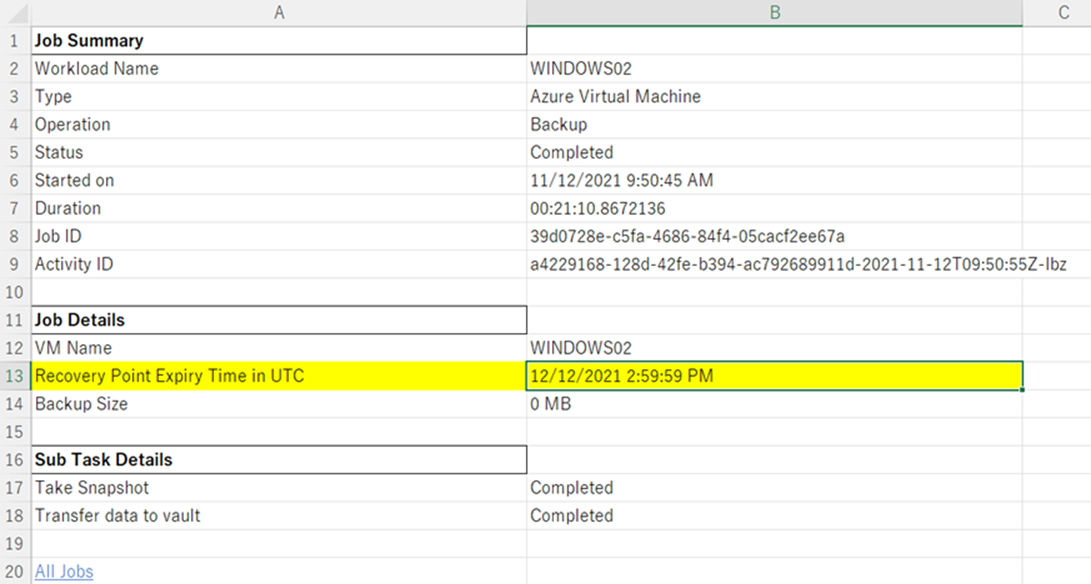 A B C
1 Job Summary
2 Workload Name WINDOWS02
3 Type Azure Virtual Machine
4 Operation Backup
5 Status Completed
6 Started on 11/12/2021 9:50:45 AM
7 Duration 00:21:10.8672136
8 Job ID 39d0728e-c5fa-4686-84f4-05cacf2ee67a
9 Activity ID a4229168-128d-42fe-b394-ac792689911d-2021-11-12T09:50:55Z-Ibz
10
11 Job Details
12 VM Name WINDOWS02
13 Recovery Point Expiry Time in UTC 12/12/2021 2:59:59 PM
14 Backup Size 0 MB
15
16 Sub Task Details
17 Take Snapshot Completed
18 Transfer data to vault Completed
19
20 All Jobs